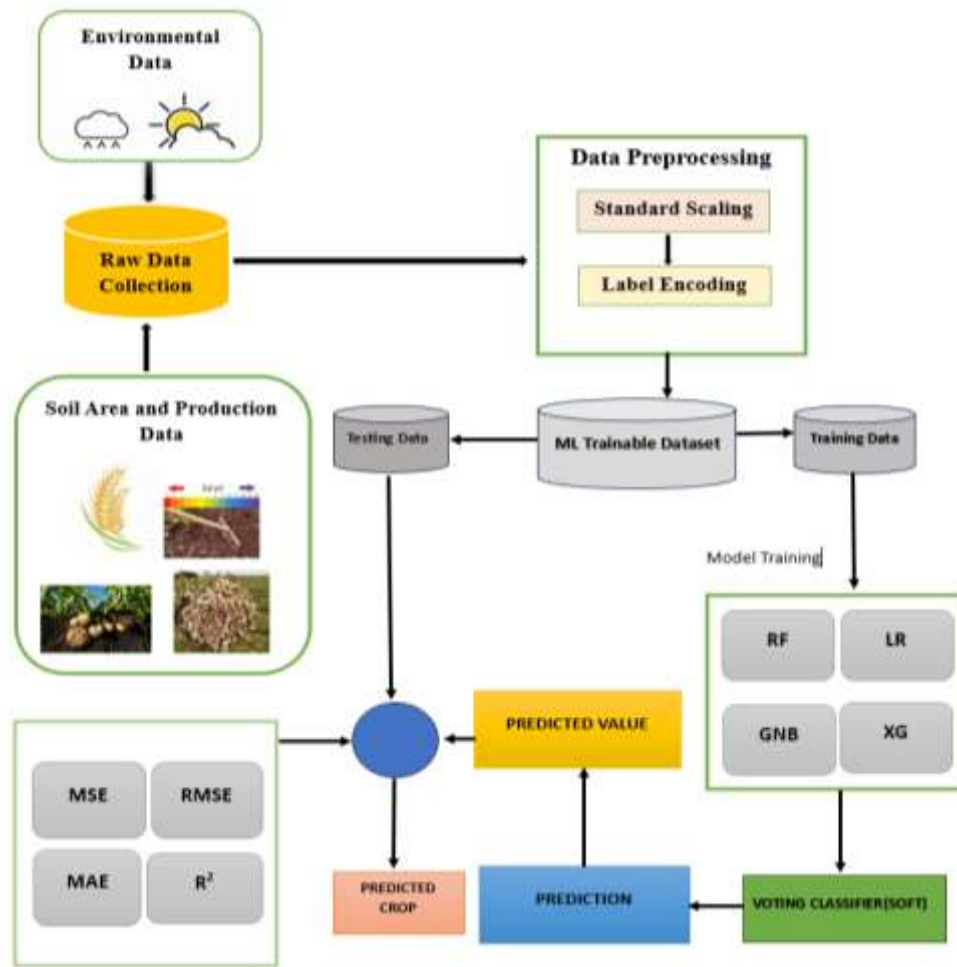 Environmental
Data
Data Preprocessing
Standard Scaling
Label Encoding
Raw Data
Collection
Soil Area and Production
Data
Testing Data
ML Trainable Dataset
Training Data
Model Training
RF
LR
GNB
XG
PREDICTED VALUE
MSE
RMSE
MAE
R²
PREDICTED
CROP
PREDICTION
VOTING CLASSIFIER(SOFT)